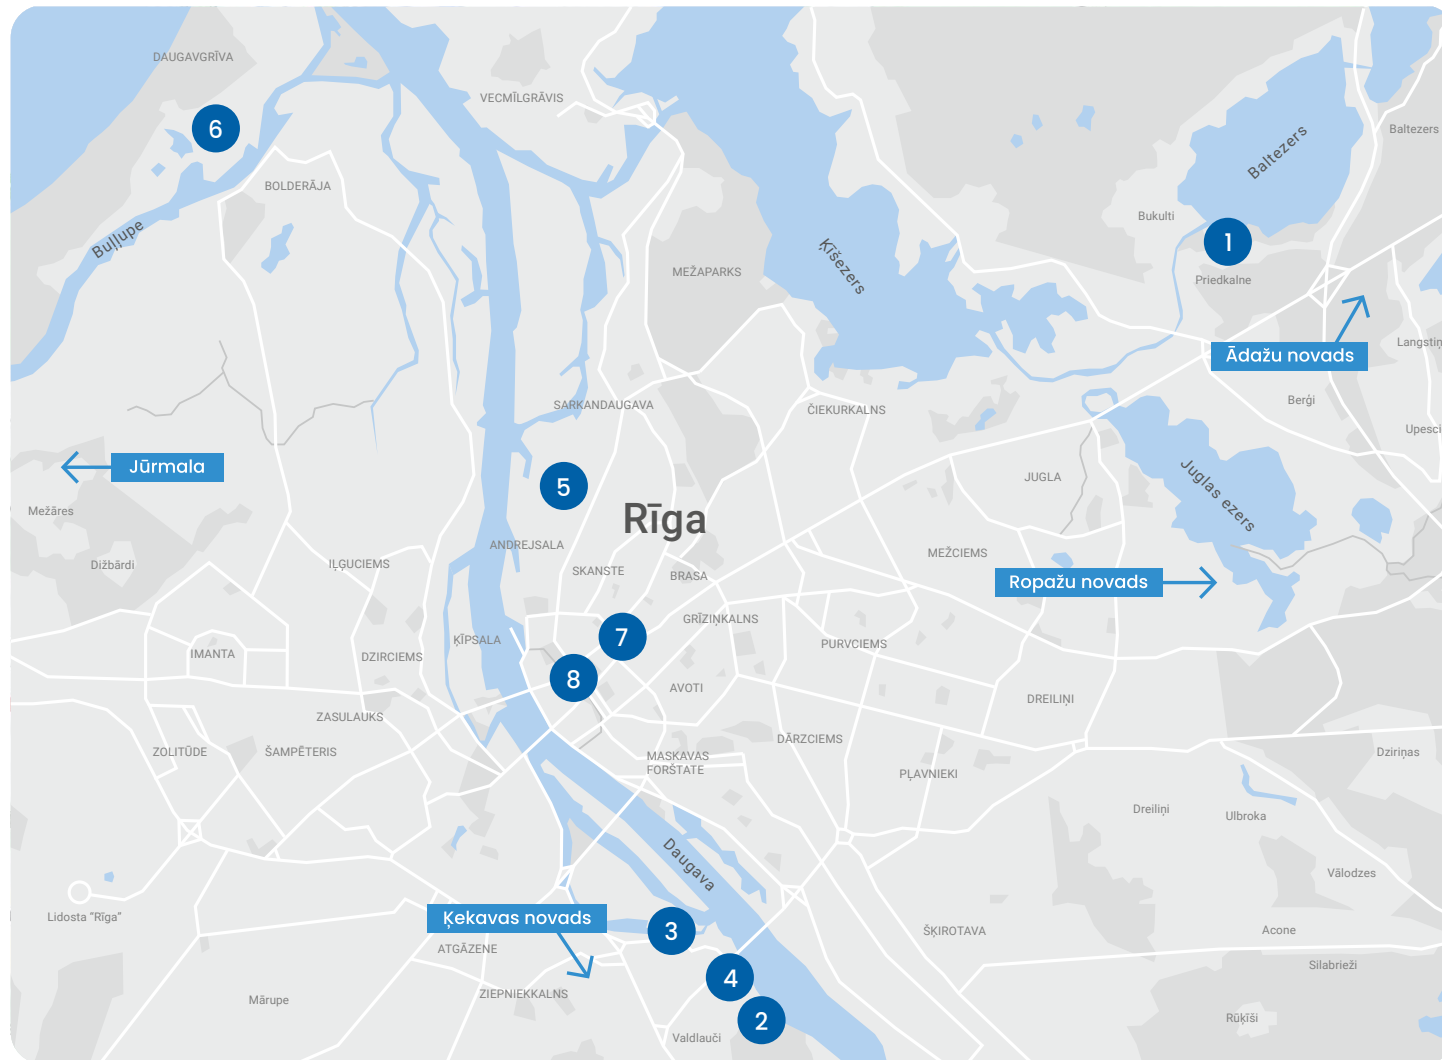 DAUGAVGRĪVA
VECMĪLGRĀVIS
6
Baltezers
Baltezers
BOLDERĀJA
Bukulti
Buļļupe
1
Ķīšezers
MEŽAPARKS
Priedkalne
Ādažu novads
Langstiņ
Berģi
SARKANDAUGAVA
ČIEKURKALNS
Upesci
Jūrmala
JUGLA
5
Juglas ezers
Mežāres
Rīga
ANDREJSALA
MEŽCIEMS
Dižbārdi
IĻĢUCIEMS
SKANSTE
BRASA
Ropažu novads
GRĪZIŅKALNS
7
ĶĪPSALA
PURVCIEMS
IMANTA
DZIRCIEMS
8
AVOTI
DREILIŅI
ZASULAUKS
DĀRZCIEMS
ZOLITŪDE
ŠAMPĒTERIS
MASKAVAS
FORŠTATE
Dziriņas
PĻAVNIEKI
Dreiliņi
Ulbroka
Daugava
Vālodzes
Lidosta "Rīga"
Ķekavas novads
3
ŠĶIROTAVA
Acone
ATGĀZENE
Silabrieži
4
ZIEPNIEKKALNS
Mārupe
2
Rūķīši
Valdlauči